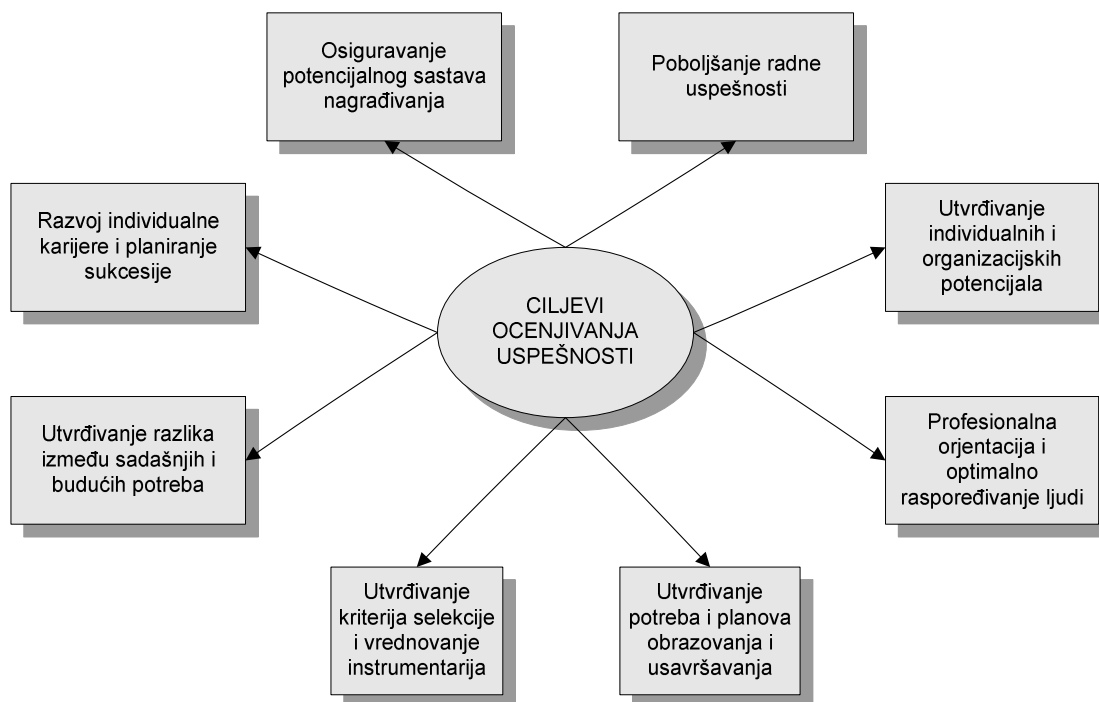 Osiguravanje
potencijalnog sastava
nagrađivanja
Poboljšanje radne
uspešnosti
Razvoj individualne
karijere i planiranje
sukcesije
Utvrđivanje
individualnih i
organizacijskih
potencijala
CILJEVI
OCENJIVANJA
USPEŠNOSTI
Utvrđivanje razlika
između sadašnjih i
budućih potreba
Profesionalna
orjentacija i
optimalno
raspoređivanje ljudi
Utvrđivanje
kriterija selekcije
i vrednovanje
instrumentarija
Utvrđivanje
potreba i planova
obrazovanja i
usavršavanja